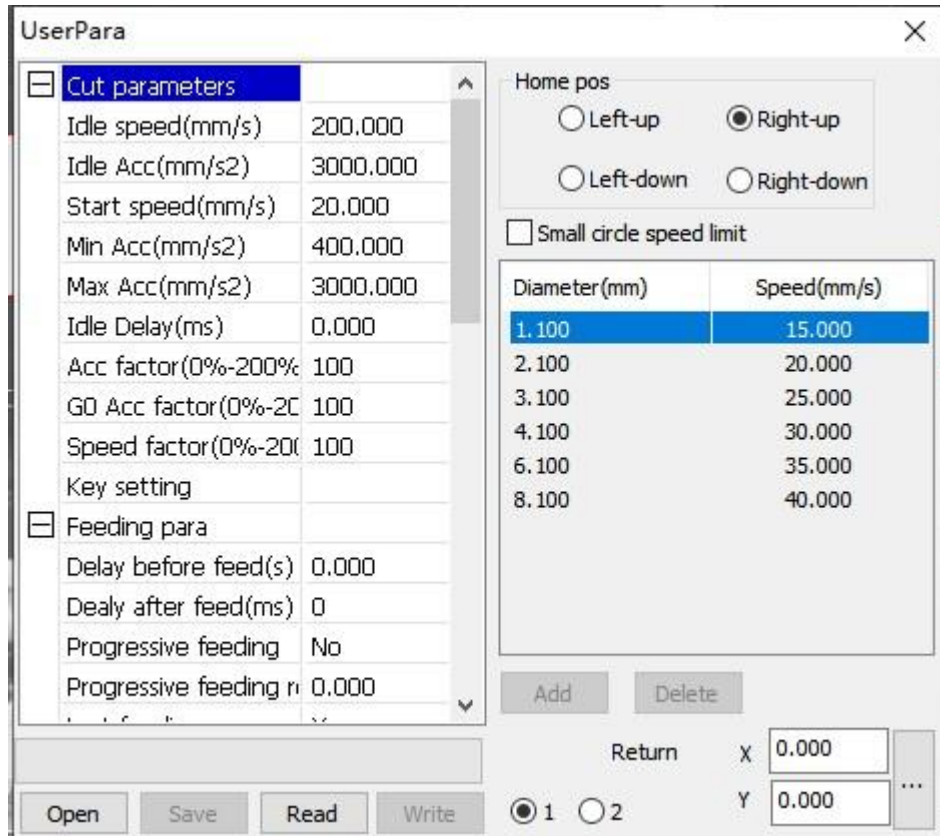 UserPara
Cut parameters
Idle speed(mm/s) 200.000
Idle Acc(mm/s2) 3000.000
Start speed(mm/s) 20.000
Min Acc(mm/s2) 400.000
Max Acc(mm/s2) 3000.000
Idle Delay(ms) 0.000
Acc factor(0%-200% 100
G0 Acc factor(0%-20 100
Speed factor(0%-200 100
Key setting
Feeding para
Delay before feed(s) 0.000
Dealy after feed(ms) 0
Progressive feeding No
Progressive feeding 0.000
Open Save Read Write
Home pos
Left-up Right-up
Left-down Right-down
Small circle speed limit
Diameter(mm) Speed(mm/s)
1.100 15.000
2.100 20.000
3.100 25.000
4.100 30.000
6.100 35.000
8.100 40.000
Add Delete
Return X 0.000
1 2 Y 0.000 ...